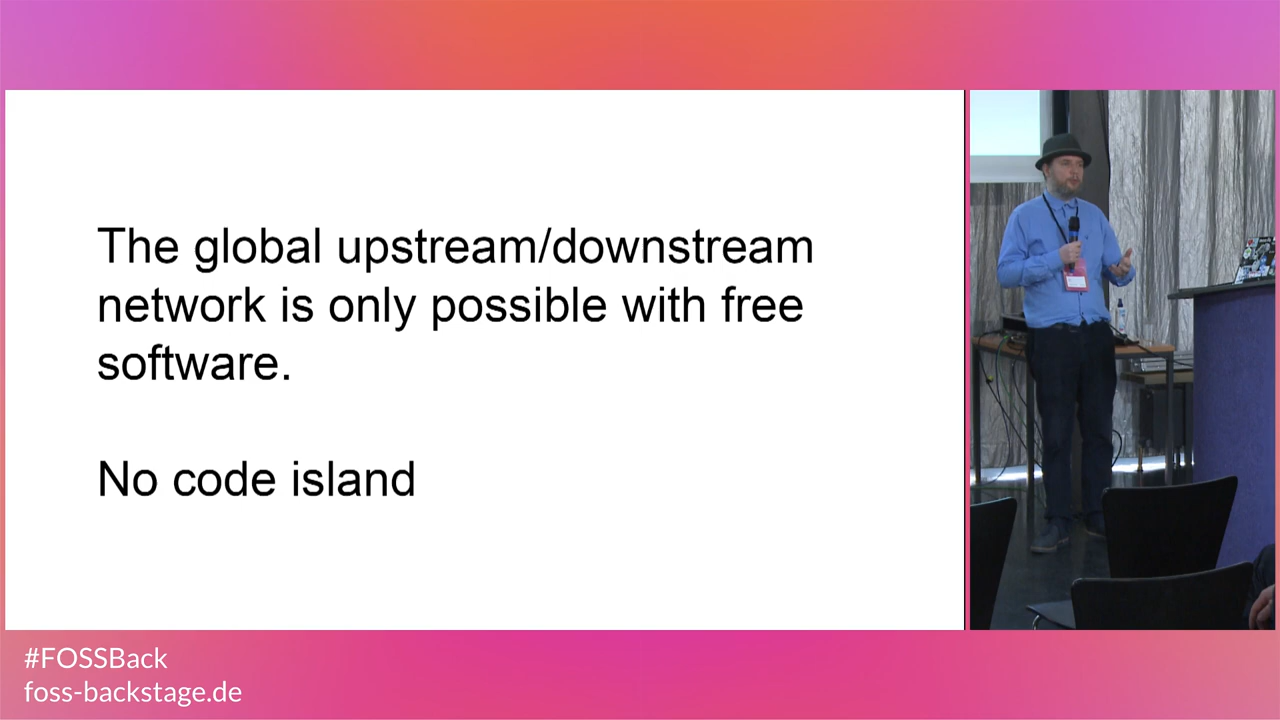 The global upstream/downstream
network is only possible with free
software.
No code island
#FOSSBack
foss-backstage.de